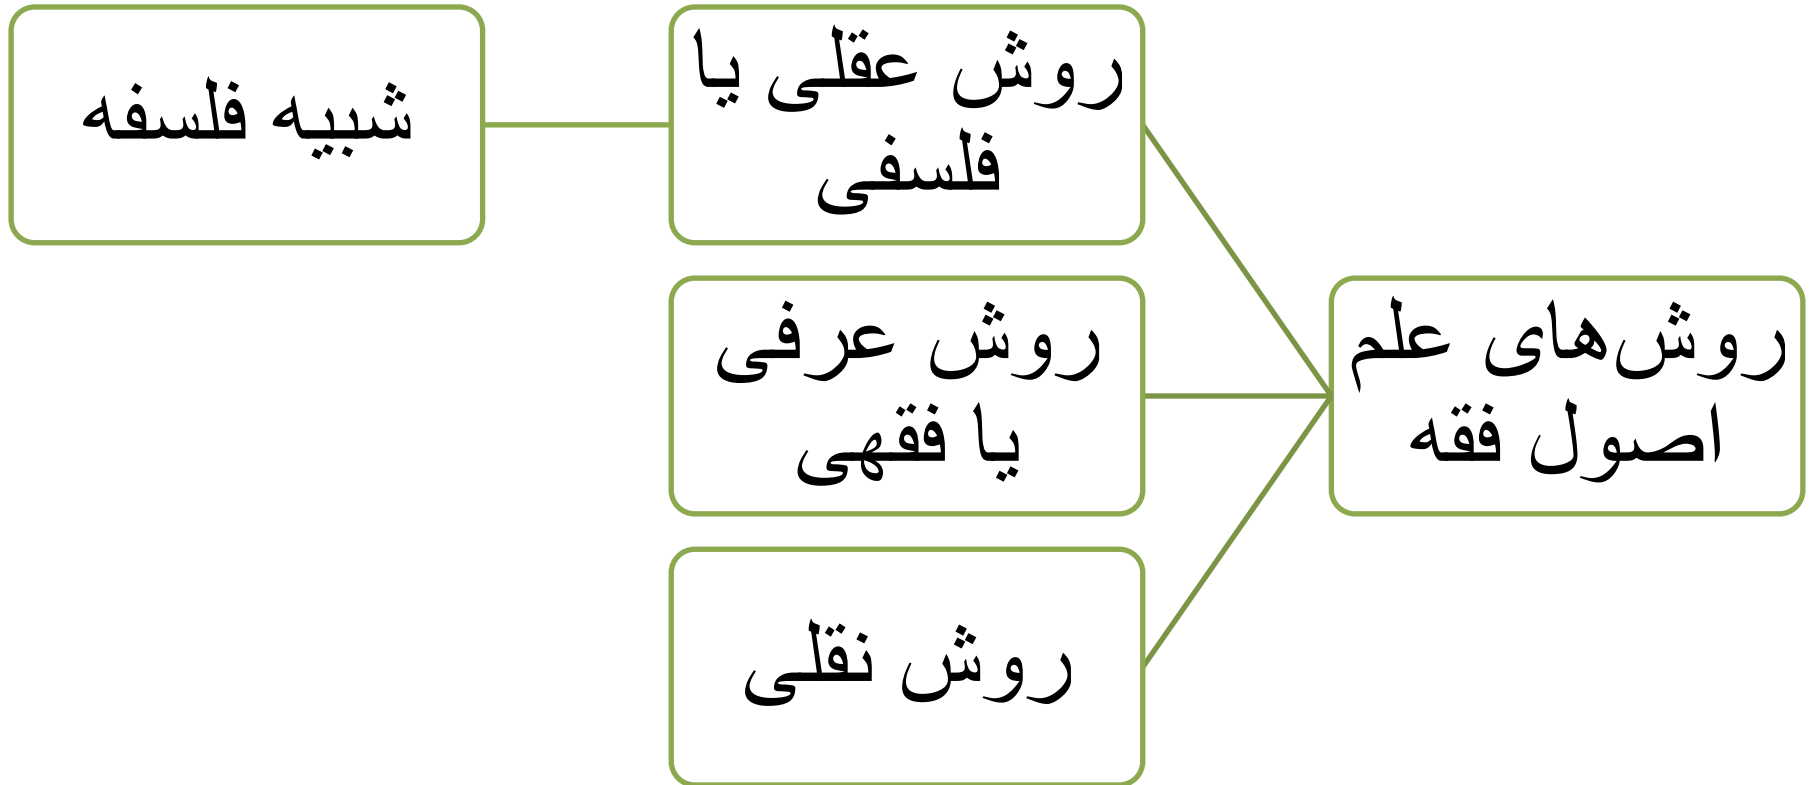 روش‌های علم
اصول فقه
روش عقلی یا
فلسفی
شبیه فلسفه
روش عرفی
یا فقهی
روش نقلی